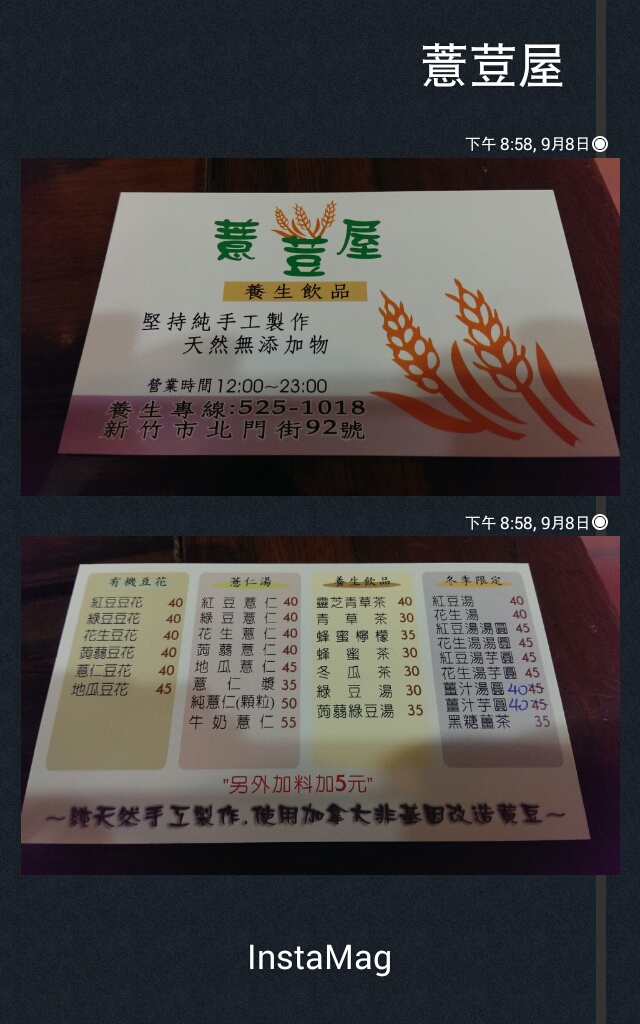 薏荳屋
下午 8:58, 9月8日
薏荳屋
養生飲品
堅持純手工製作
天然無添加物
營業時間12:00~23:00
養生專線:525-1018
新竹市北門街92號
下午 8:58, 9月8日
有機豆花
紅豆豆花 40
綠豆豆花 40
花生豆花 40
蒟蒻豆花 40
薏仁豆花 40
地瓜豆花 45
薏仁湯
紅豆薏仁 40
綠豆薏仁 40
花生薏仁 40
蒟蒻薏仁 40
地瓜薏仁 45
薏仁漿 35
純薏仁(顆粒) 50
牛奶薏仁 55
養生飲品
靈芝青草茶 40
青草茶 30
蜂蜜檸檬 35
蜂蜜茶 30
冬瓜茶 30
綠豆湯 30
蒟蒻綠豆湯 35
冬季限定
紅豆湯 40
花生湯 40
紅豆湯湯圓 45
花生湯湯圓 45
紅豆湯芋圓 45
花生湯芋圓 45
薑汁湯圓 40 45
薑汁芋圓 40 45
黑糖薑茶 35
"另外加料加5元"
～純天然手工製作,使用加拿大非基因改造黃豆～
InstaMag